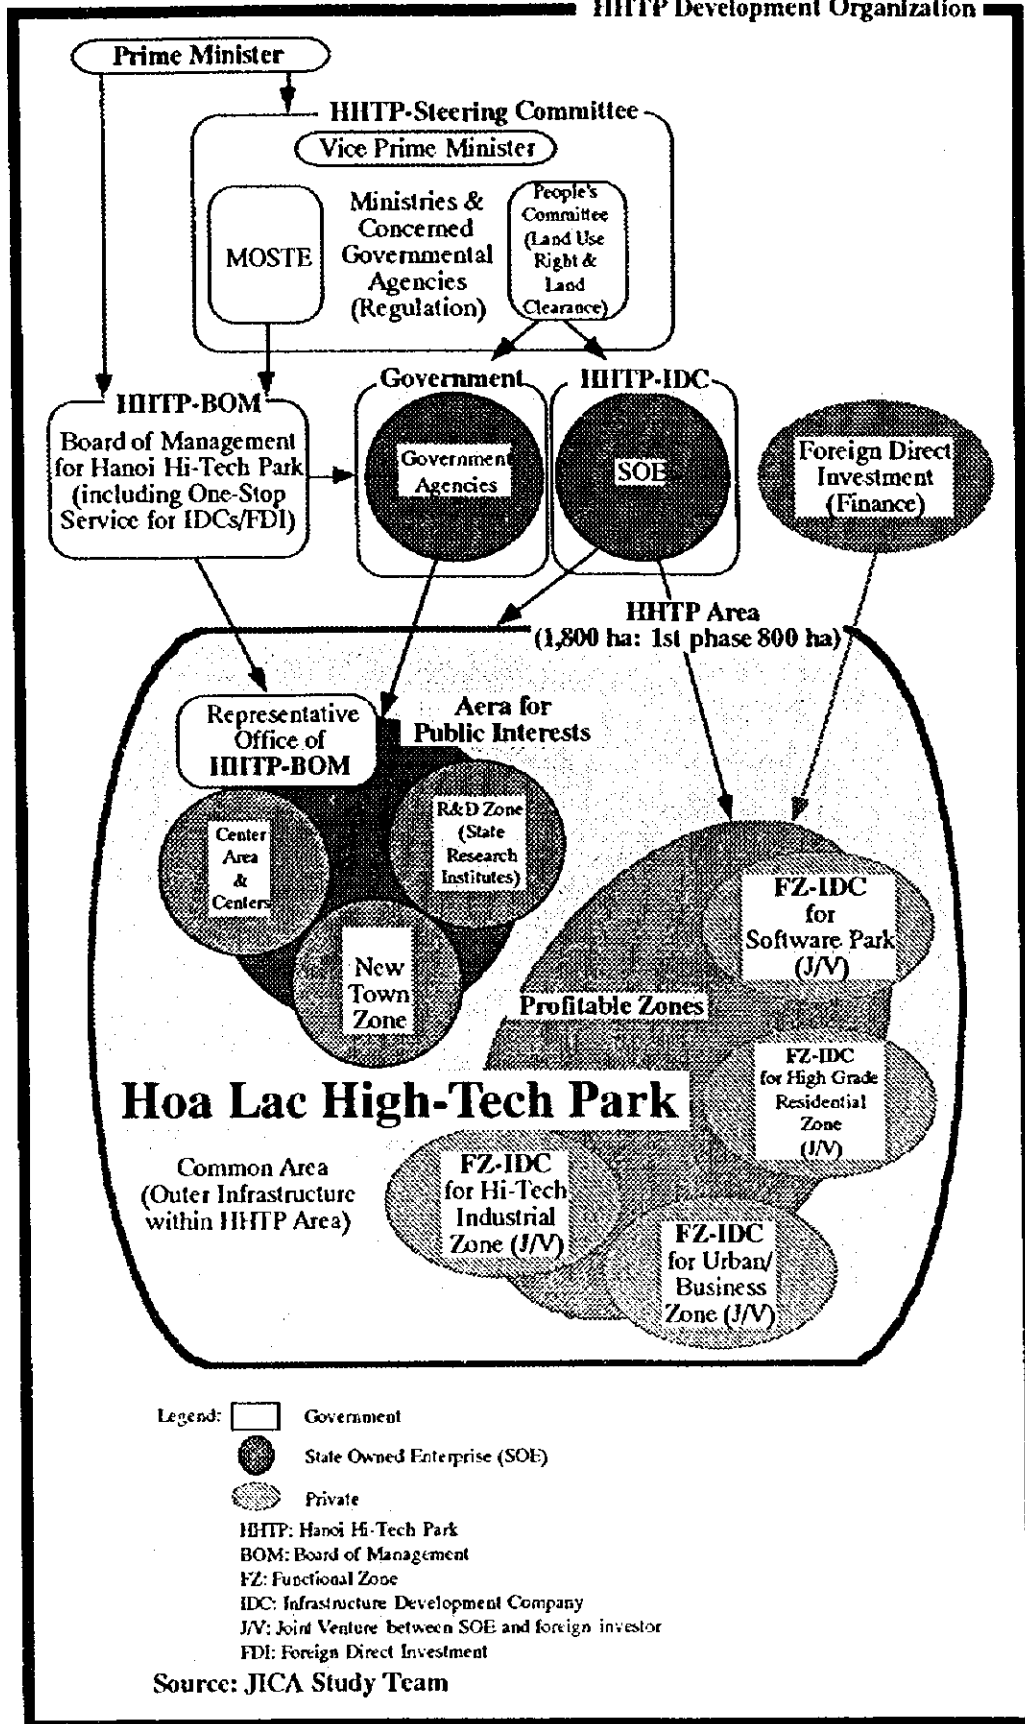 HHTP Development Organization
Prime Minister
HHTP-Steering Committee
Vice Prime Minister
MOSTE
Ministries &
Concerned
Governmental
Agencies
(Regulation)
People's
Committee
(Land Use
Right &
Land
Clearance)
HHTP-BOM
Board of Management
for Hanoi Hi-Tech Park
(including One-Stop
Service for IDCs/FDI)
Government
Government
Agencies
HHTP-IDC
SOE
Foreign Direct
Investment
(Finance)
HHTP Area
(1,800 ha: 1st phase 800 ha)
Representative
Office of
HHTP-BOM
Aera for
Public Interests
Center
Area
&
Centers
R&D Zone
(State
Research
Institutes)
New
Town
Zone
FZ-IDC
for
Software Park
(J/V)
Profitable Zones
FZ-IDC
for High Grade
Residential
Zone
(J/V)
Hoa Lac High-Tech Park
Common Area
(Outer Infrastructure
within HHTP Area)
FZ-IDC
for Hi-Tech
Industrial
Zone (J/V)
FZ-IDC
for Urban/
Business
Zone (J/V)
Legend: Government
State Owned Enterprise (SOE)
Private
HHTP: Hanoi Hi-Tech Park
BOM: Board of Management
FZ: Functional Zone
IDC: Infrastructure Development Company
J/V: Joint Venture between SOE and foreign investor
FDI: Foreign Direct Investment
Source: JICA Study Team